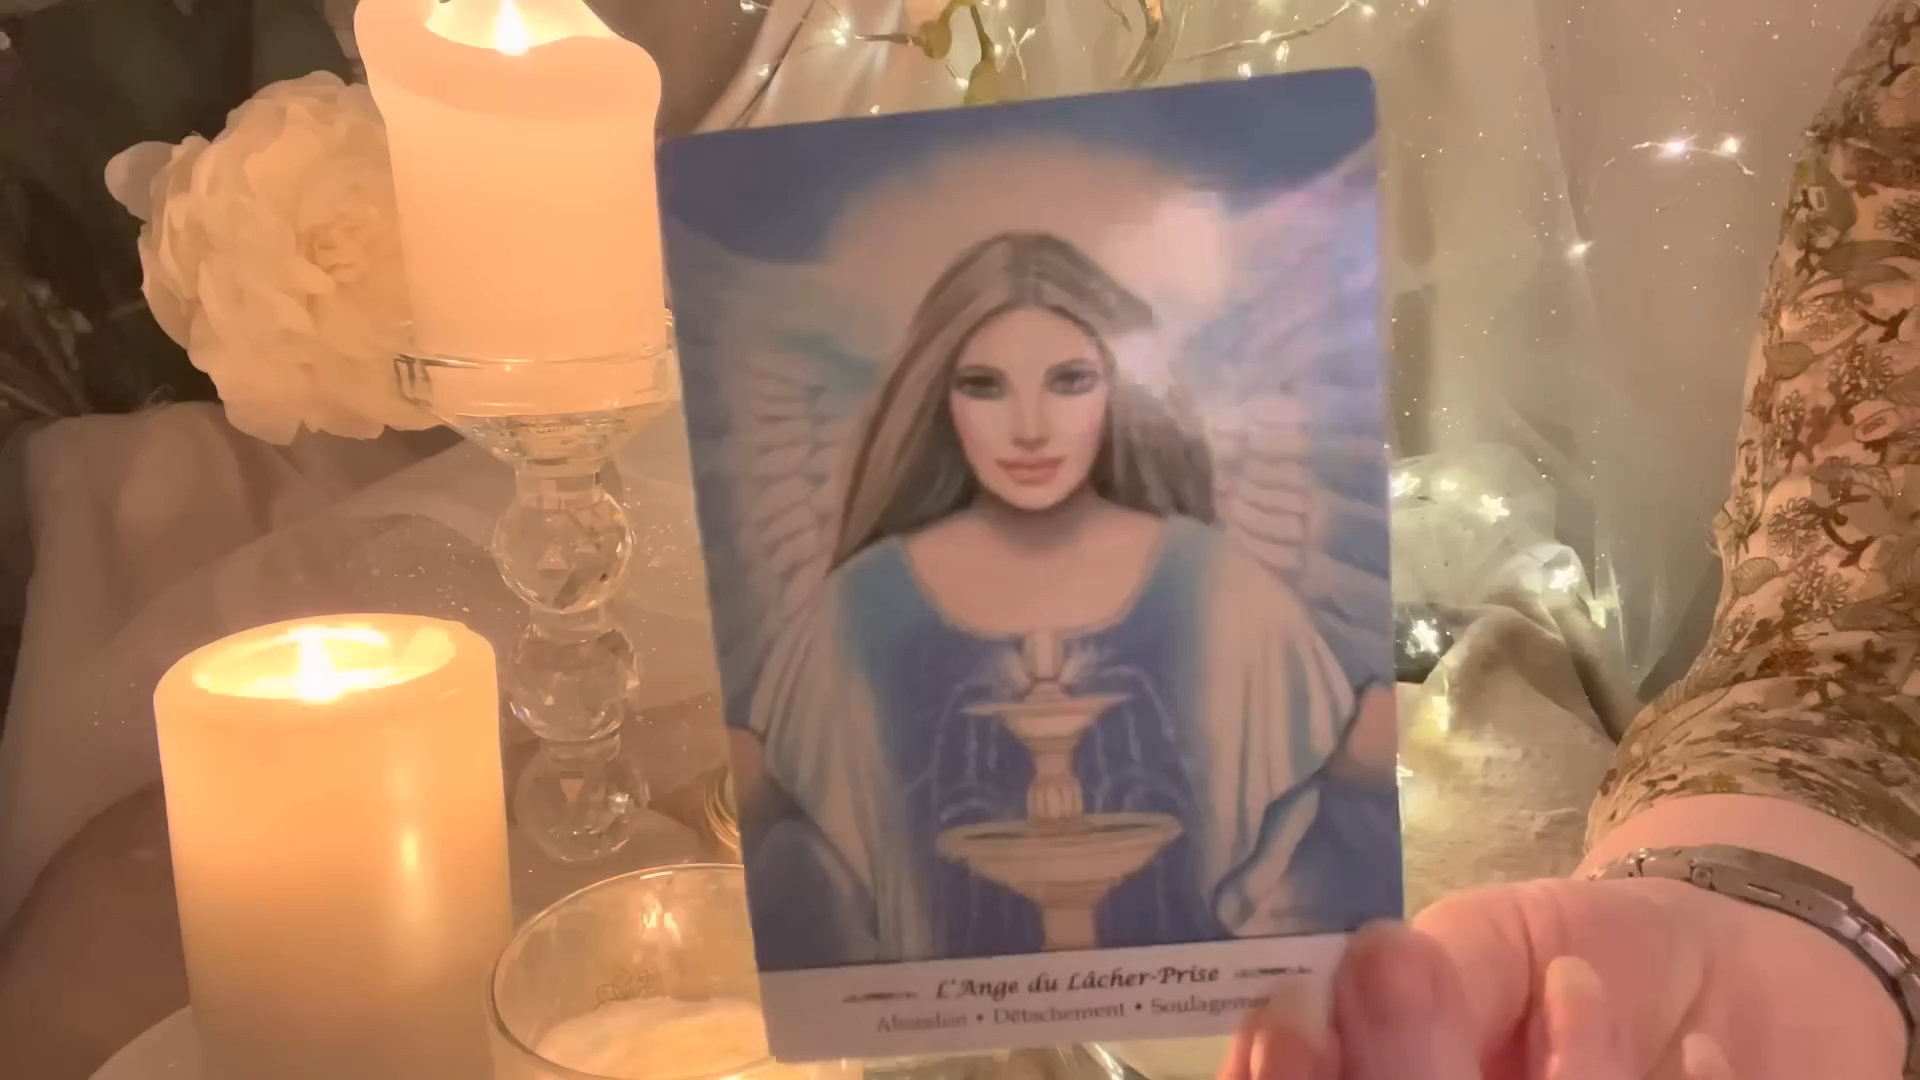 L'Ange du Lâcher-Prise
Abandon • Détachement • Soulagement